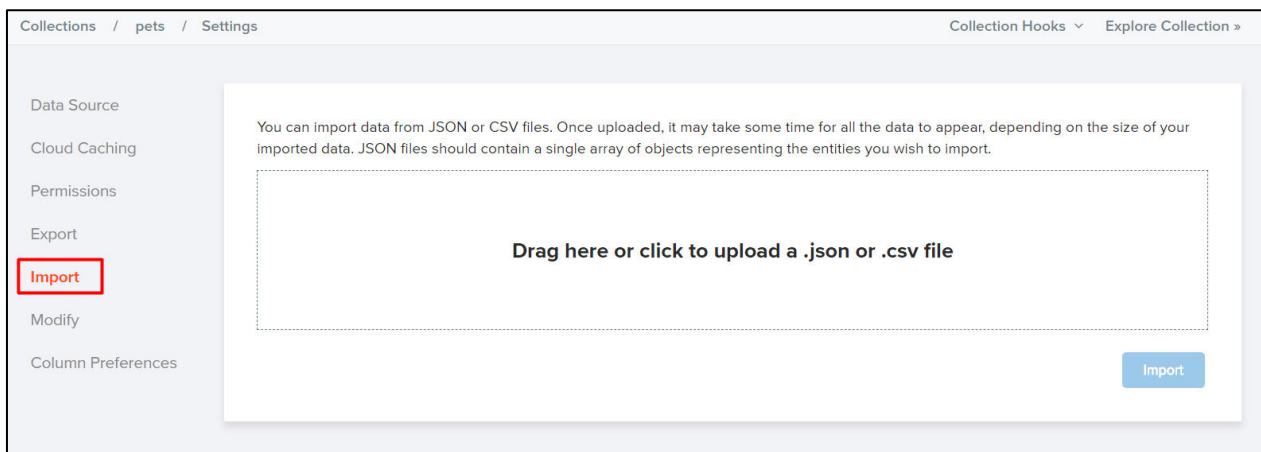 Collections / pets / Settings
Collection Hooks Explore Collection »
Data Source
Cloud Caching
Permissions
Export
Import
Modify
Column Preferences
You can import data from JSON or CSV files. Once uploaded, it may take some time for all the data to appear, depending on the size of your
imported data. JSON files should contain a single array of objects representing the entities you wish to import.
Drag here or click to upload a .json or .csv file
Import